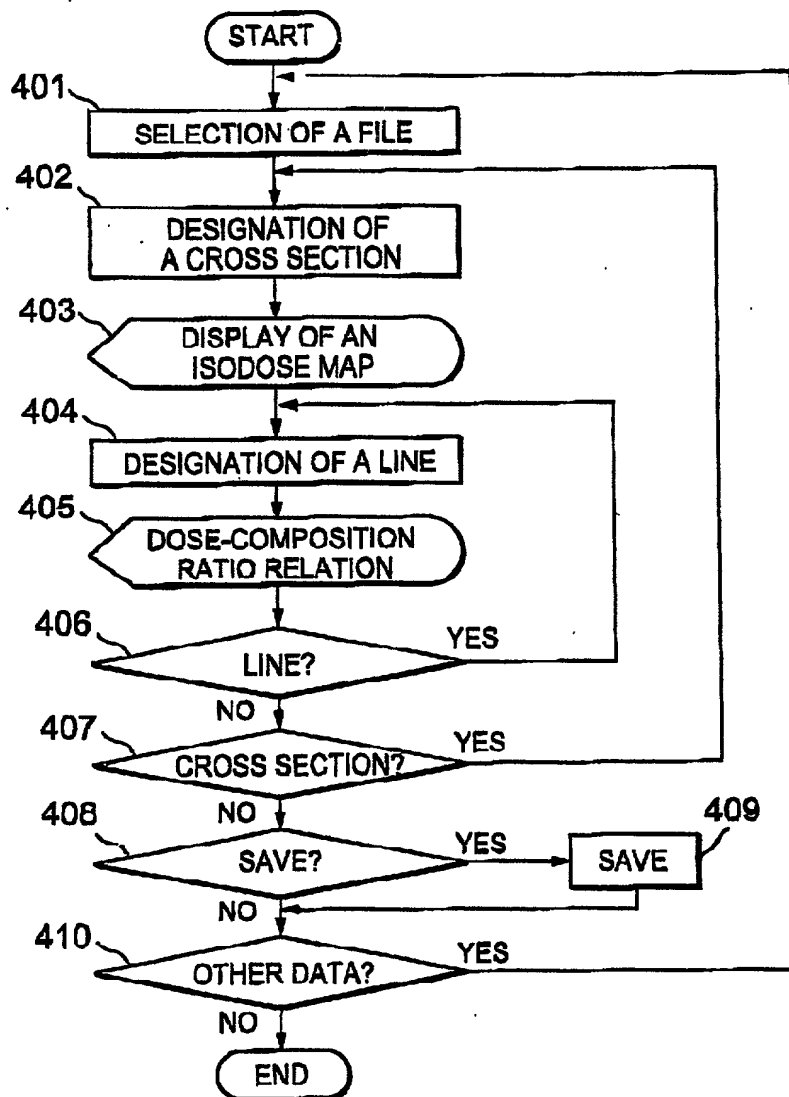 START
401
SELECTION OF A FILE
402
DESIGNATION OF
A CROSS SECTION
403
DISPLAY OF AN
ISODOSE MAP
404
DESIGNATION OF A LINE
405
DOSE-COMPOSITION
RATIO RELATION
406
LINE?
YES
NO
407
CROSS SECTION?
YES
NO
408
SAVE?
YES
409
SAVE
NO
410
OTHER DATA?
YES
NO
END